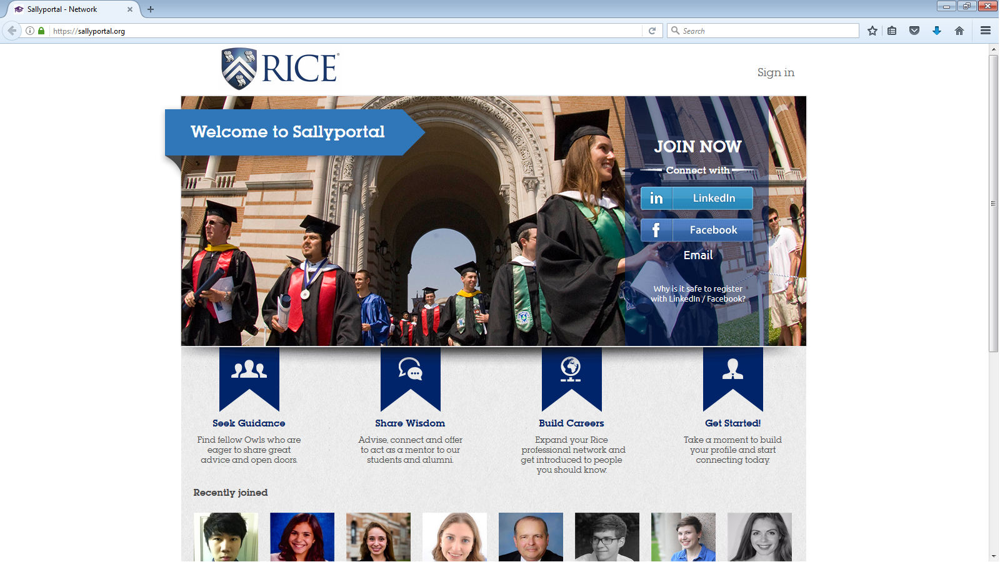 Sallyportal - Network
https://sallyportal.org
Search
RICE®
Sign in
Welcome to Sallyportal
JOIN NOW
Connect with
in LinkedIn
f Facebook
Email
Why is it safe to register
with LinkedIn / Facebook?
Seek Guidance
Find fellow Owls who are
eager to share great
advice and open doors.
Share Wisdom
Advise, connect and offer
to act as a mentor to our
students and alumni.
Build Careers
Expand your Rice
professional network and
get introduced to people
you should know.
Get Started!
Take a moment to build
your profile and start
connecting today.
Recently joined